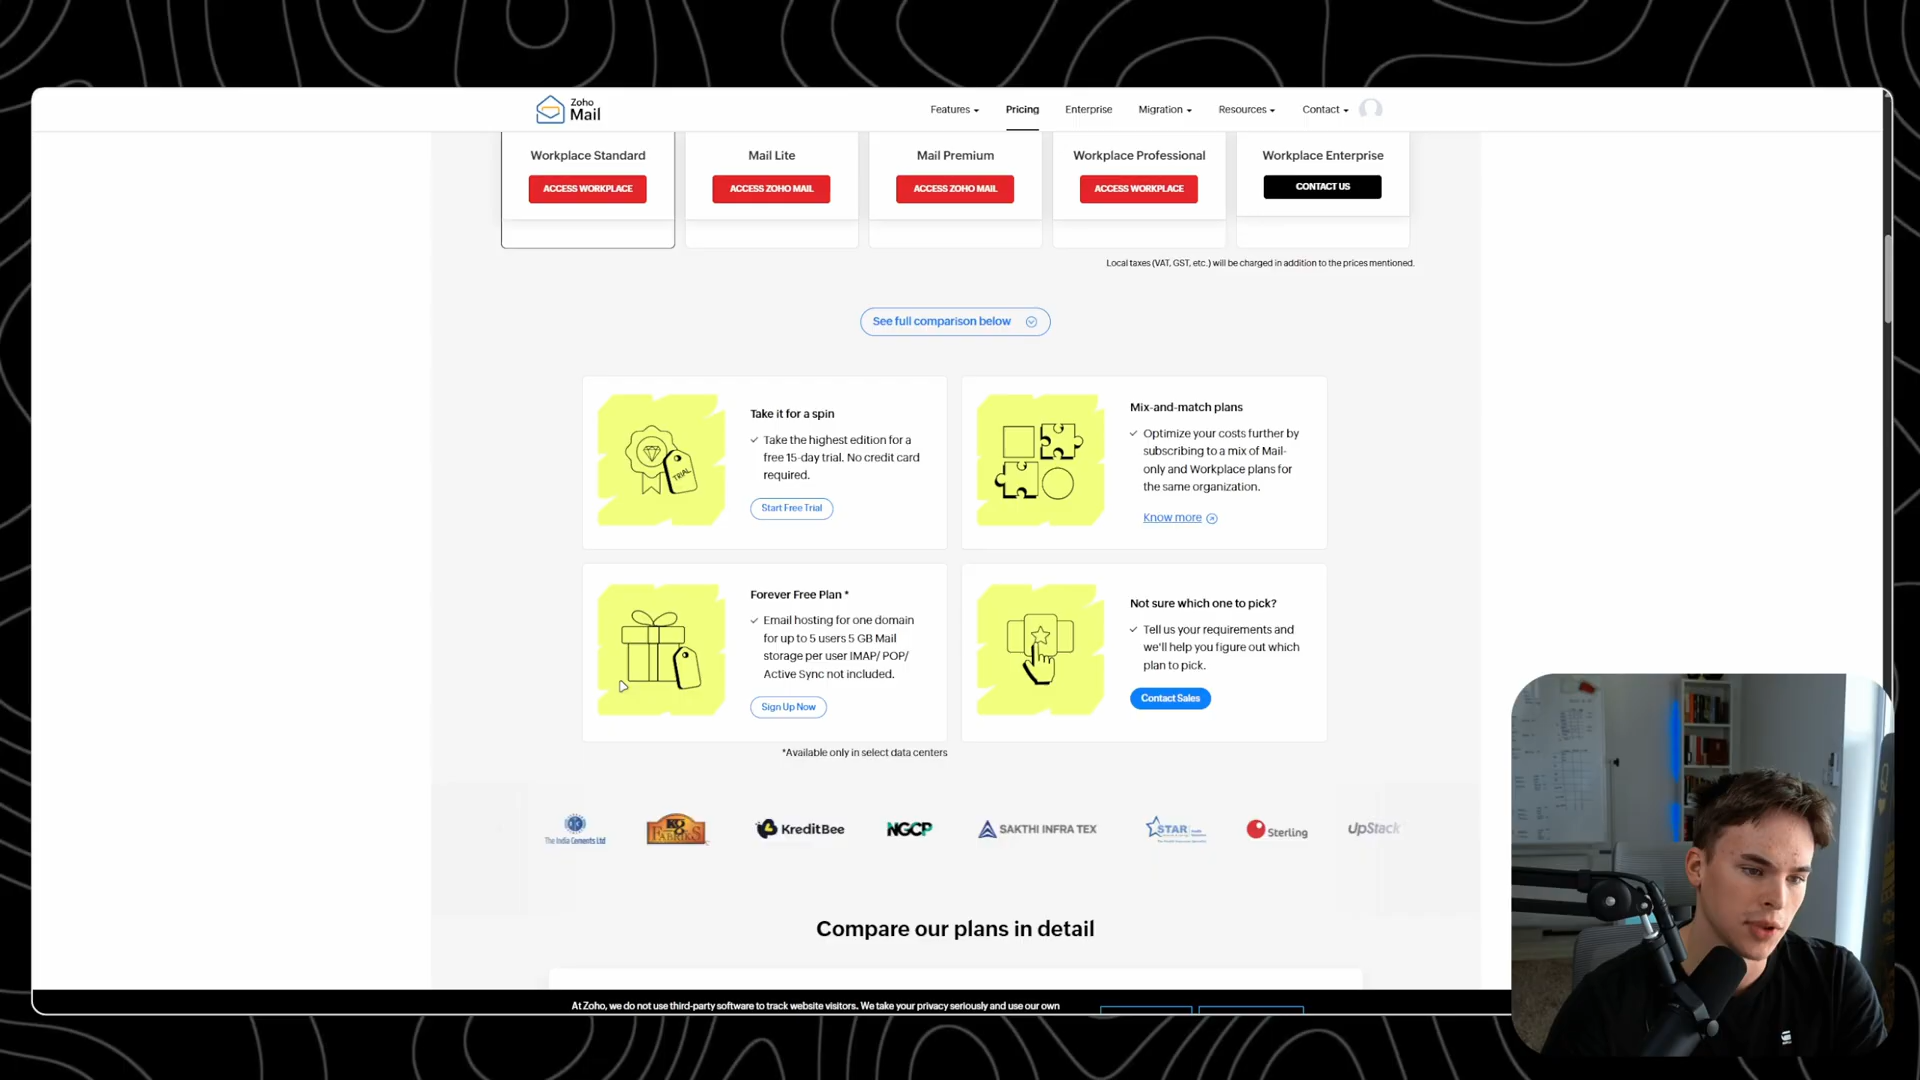 Zoho
Mail
Features
Pricing
Enterprise
Migration
Resources
Contact
Workplace Standard
Mail Lite
Mail Premium
Workplace Professional
Workplace Enterprise
ACCESS WORKPLACE
ACCESS ZOHO MAIL
ACCESS ZOHO MAIL
ACCESS WORKPLACE
CONTACT US
Local taxes (VAT, GST, etc.) will be charged in addition to the prices mentioned.
See full comparison below
TRIAL
Take it for a spin
Take the highest edition for a
free 15-day trial. No credit card
required.
Start Free Trial
Mix-and-match plans
Optimize your costs further by
subscribing to a mix of Mail-
only and Workplace plans for
the same organization.
Know more
Forever Free Plan *
Email hosting for one domain
for up to 5 users 5 GB Mail
storage per user IMAP/ POP/
Active Sync not included.
Sign Up Now
Not sure which one to pick?
Tell us your requirements and
we'll help you figure out which
plan to pick.
Contact Sales
*Available only in select data centers
The India Cements Ltd
KG FABRIKS
KreditBee
NGCP
SAKTHI INFRA TEX
STAR
Sterling
UpStack
Compare our plans in detail
At Zoho, we do not use third-party software to track website visitors. We take your privacy seriously and use our own